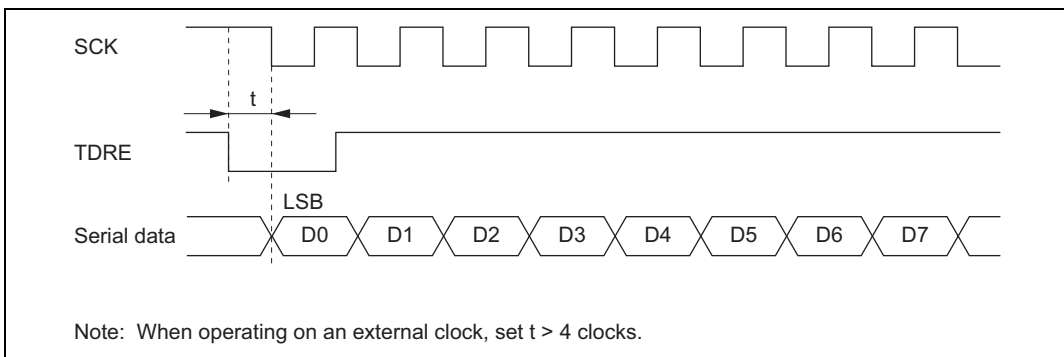 SCK
t
TDRE
LSB
Serial data D0 D1 D2 D3 D4 D5 D6 D7
Note: When operating on an external clock, set t > 4 clocks.